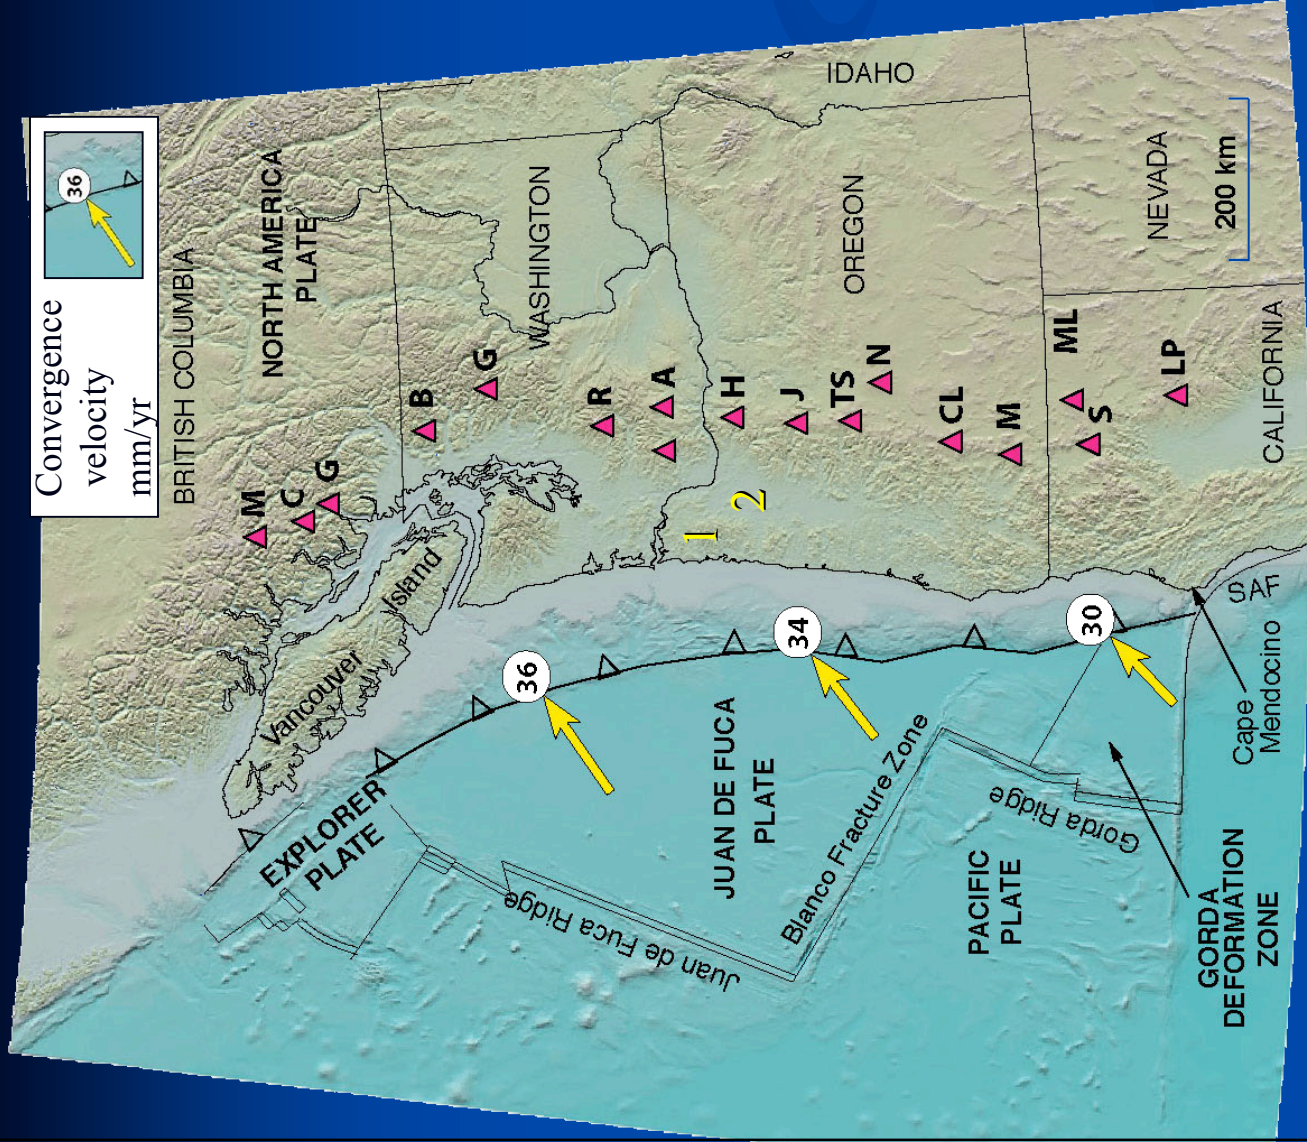 Convergence
velocity
mm/yr
36
BRITISH COLUMBIA
NORTH AMERICA
PLATE
M
C
G
B
G
WASHINGTON
IDAHO
R
A
H
J
TS
N
OREGON
CL
M
ML
S
LP
NEVADA
200 km
CALIFORNIA
1
2
Vancouver
Island
EXPLORER
PLATE
36
34
30
JUAN DE FUCA
PLATE
Juan de Fuca Ridge
Blanco Fracture Zone
PACIFIC
PLATE
Gorda Ridge
GORDA
DEFORMATION
ZONE
Cape
Mendocino
SAF